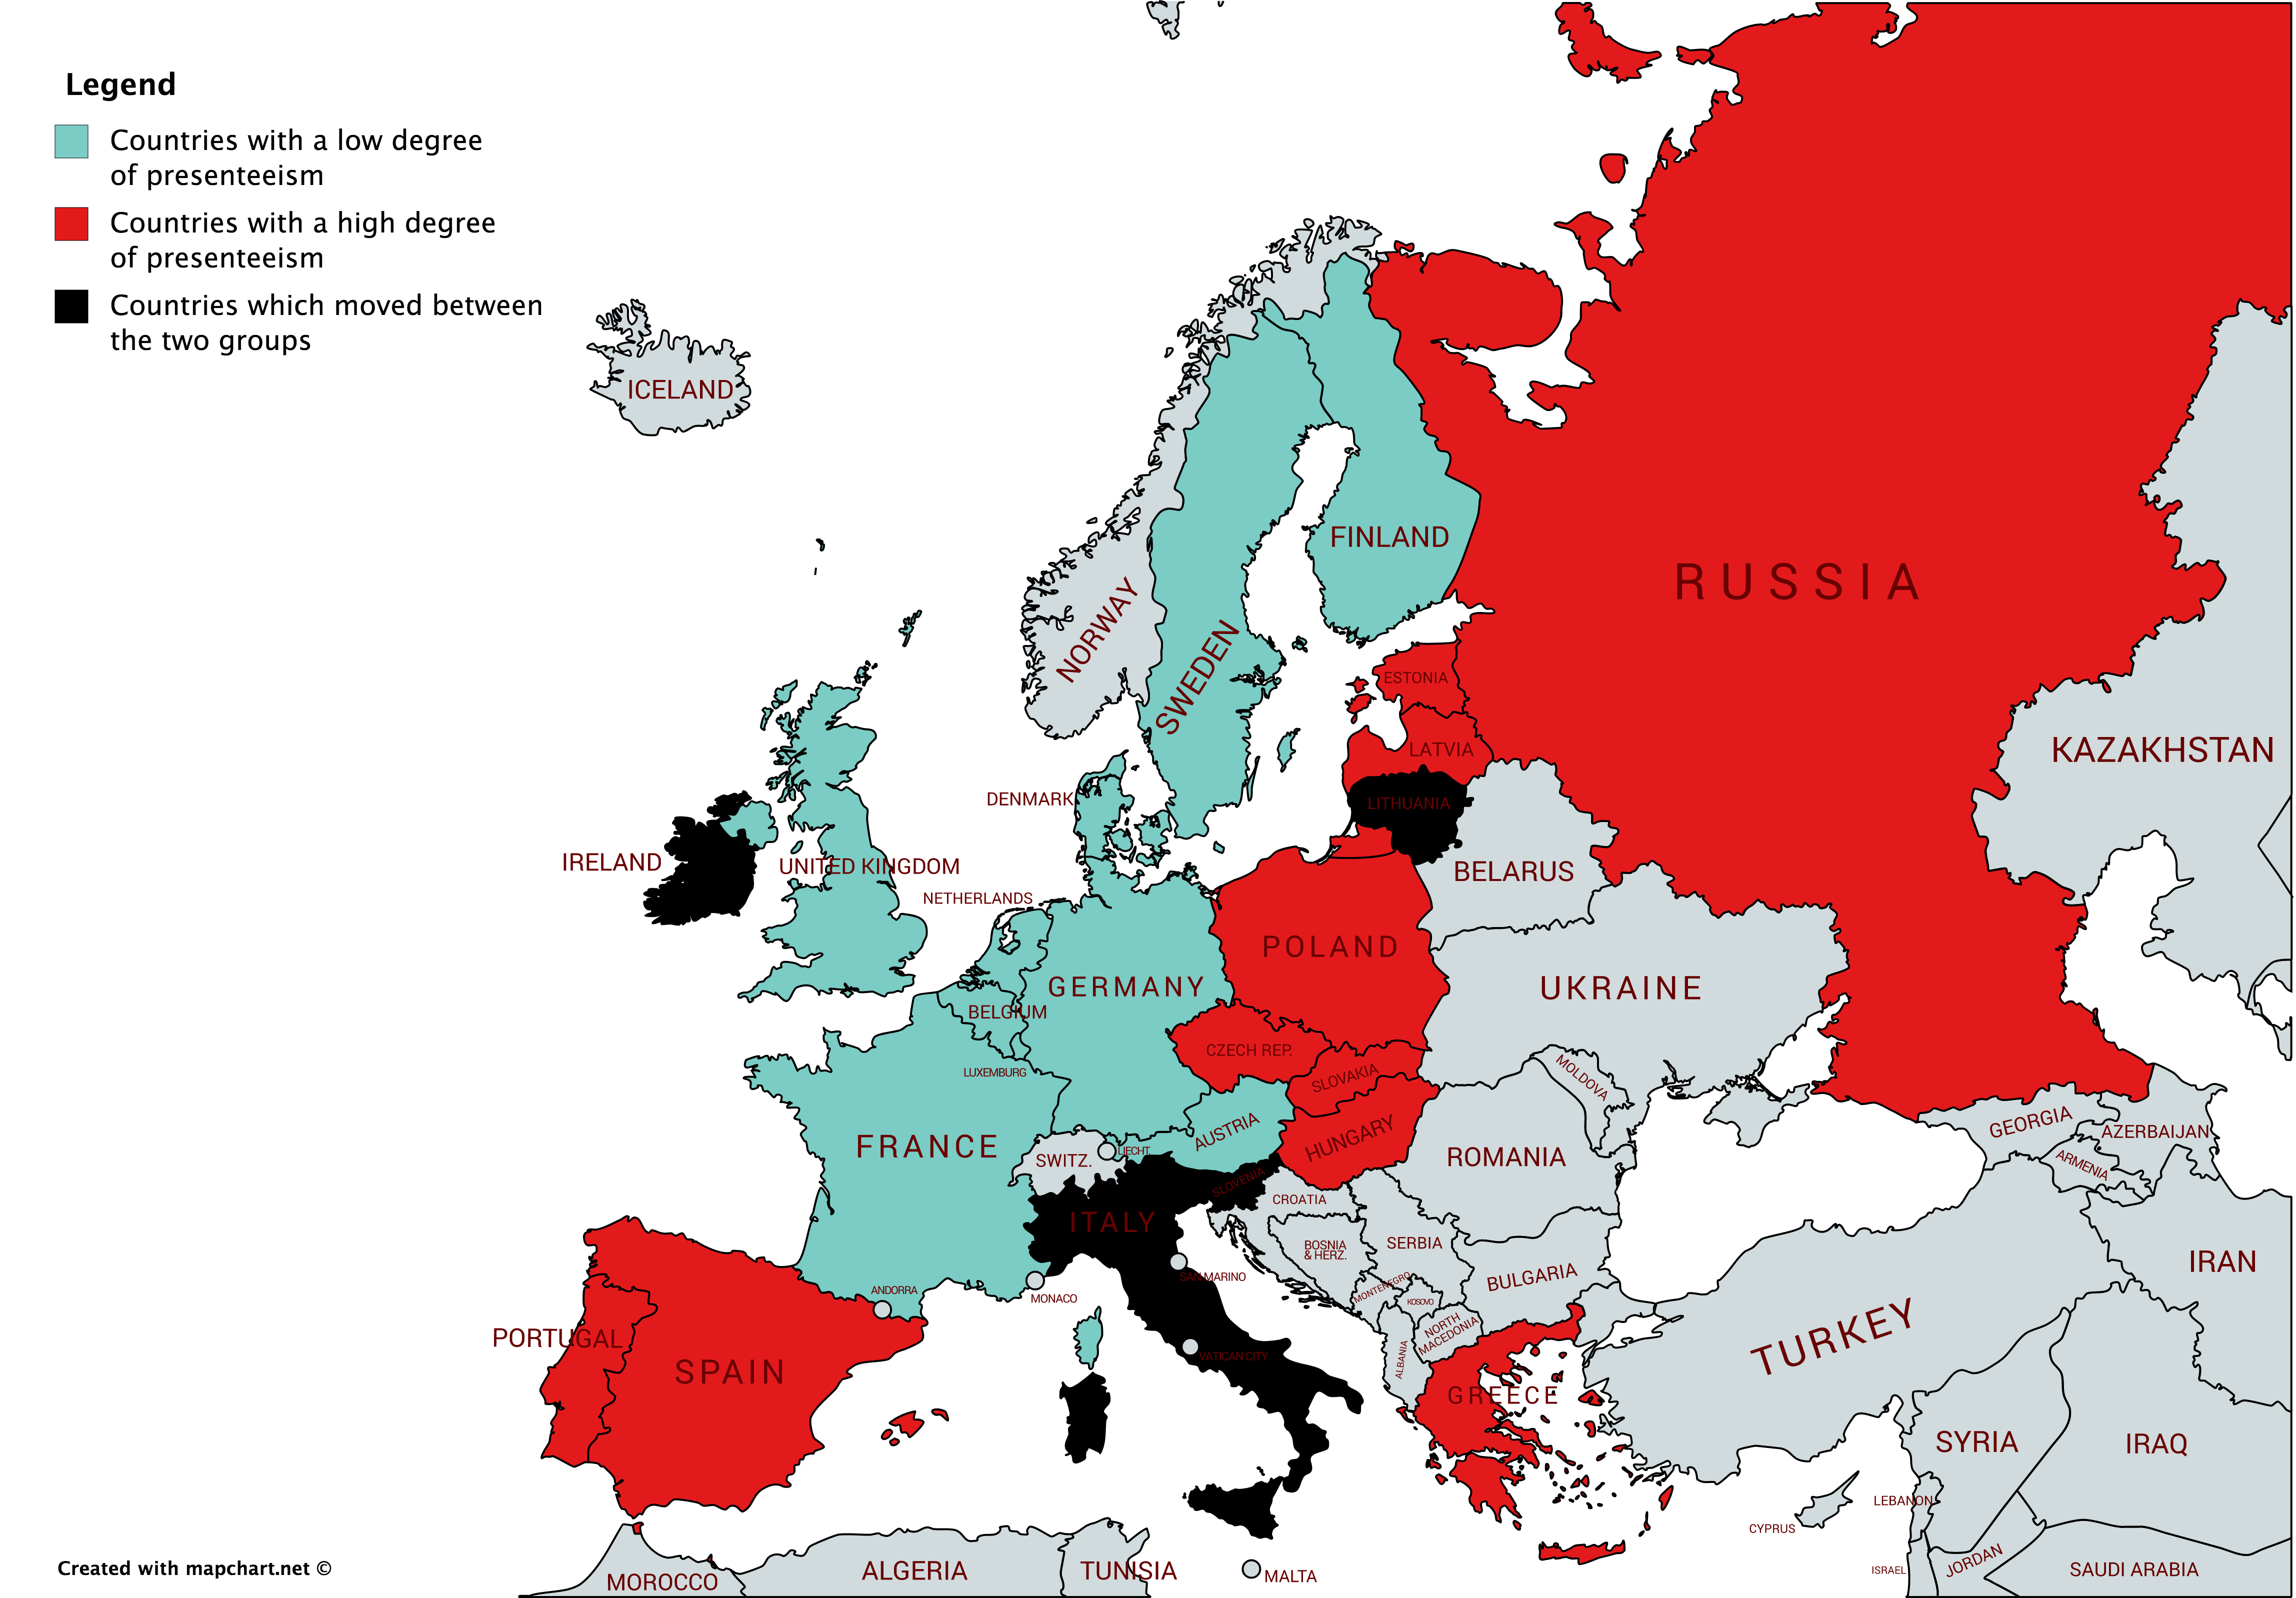 Legend
Countries with a low degree
of presenteeism
Countries with a high degree
of presenteeism
Countries which moved between
the two groups
ICELAND
FINLAND
RUSSIA
NORWAY
SWEDEN
ESTONIA
LATVIA
KAZAKHSTAN
DENMARK
LITHUANIA
IRELAND
UNITED KINGDOM
BELARUS
NETHERLANDS
POLAND
GERMANY
UKRAINE
BELGIUM
CZECH REP.
LUXEMBURG
SLOVAKIA
MOLDOVA
AUSTRIA
HUNGARY
GEORGIA
AZERBAIJAN
FRANCE
LIECHT.
SWITZ.
ROMANIA
ARMENIA
SLOVENIA
CROATIA
ITALY
BOSNIA
& HERZ.
SERBIA
IRAN
SAN MARINO
BULGARIA
ANDORRA
MONACO
MONTENEGRO
KOSOVO
NORTH
MACEDONIA
PORTUGAL
SPAIN
VATICAN CITY
ALBANIA
TURKEY
GREECE
SYRIA
IRAQ
LEBANON
CYPRUS
Created with mapchart.net ©
MOROCCO
ALGERIA
TUNISIA
MALTA
ISRAEL
JORDAN
SAUDI ARABIA